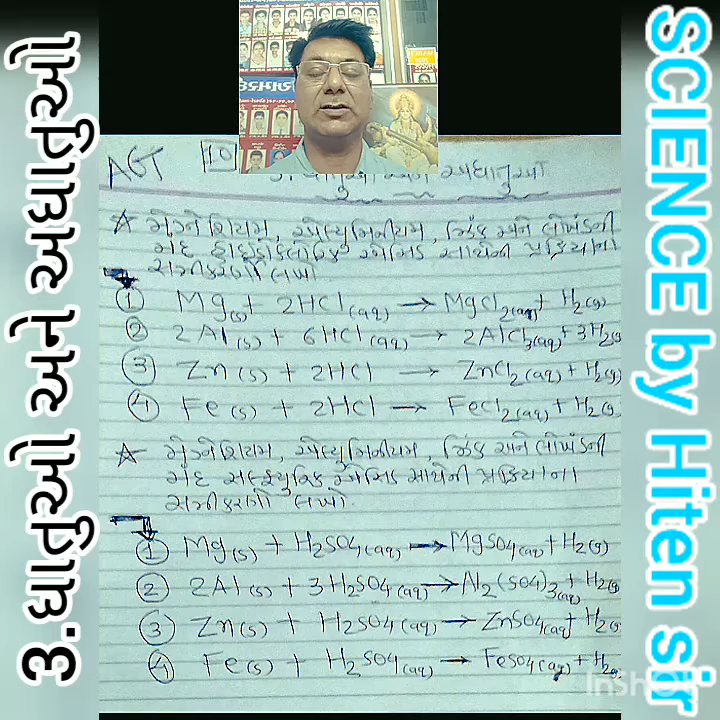 3.ધાતુઓ અને અધાતુઓ
SCIENCE by Hiten sir
AGT 10
અધાતુઓ
☆ મેગ્નેશિયમ, એલ્યુમિનીયમ, ઝિંક અને લોખંડની
મંદ હાઇડ્રોક્લોરિક એસિડ સાથેની પ્રક્રિયાના
સમીકરણો લખો.
① Mg(s) + 2HCl(aq) → MgCl2(aq) + H2(g)
② 2Al(s) + 6HCl(aq) → 2AlCl3(aq) + 3H2(g)
③ Zn(s) + 2HCl → ZnCl2(aq) + H2(g)
④ Fe(s) + 2HCl → FeCl2(aq) + H2(g)
☆ મેગ્નેશિયમ, એલ્યુમિનીયમ, ઝિંક અને લોખંડની
મંદ સલ્ફ્યુરિક એસિડ સાથેની પ્રક્રિયાના
સમીકરણો લખો.
① Mg(s) + H2SO4(aq) → MgSO4(aq) + H2(g)
② 2Al(s) + 3H2SO4(aq) → Al2(SO4)3(aq) + H2(g)
③ Zn(s) + H2SO4(aq) → ZnSO4(aq) + H2(g)
④ Fe(s) + H2SO4(aq) → FeSO4(aq) + H2(g)
InShot